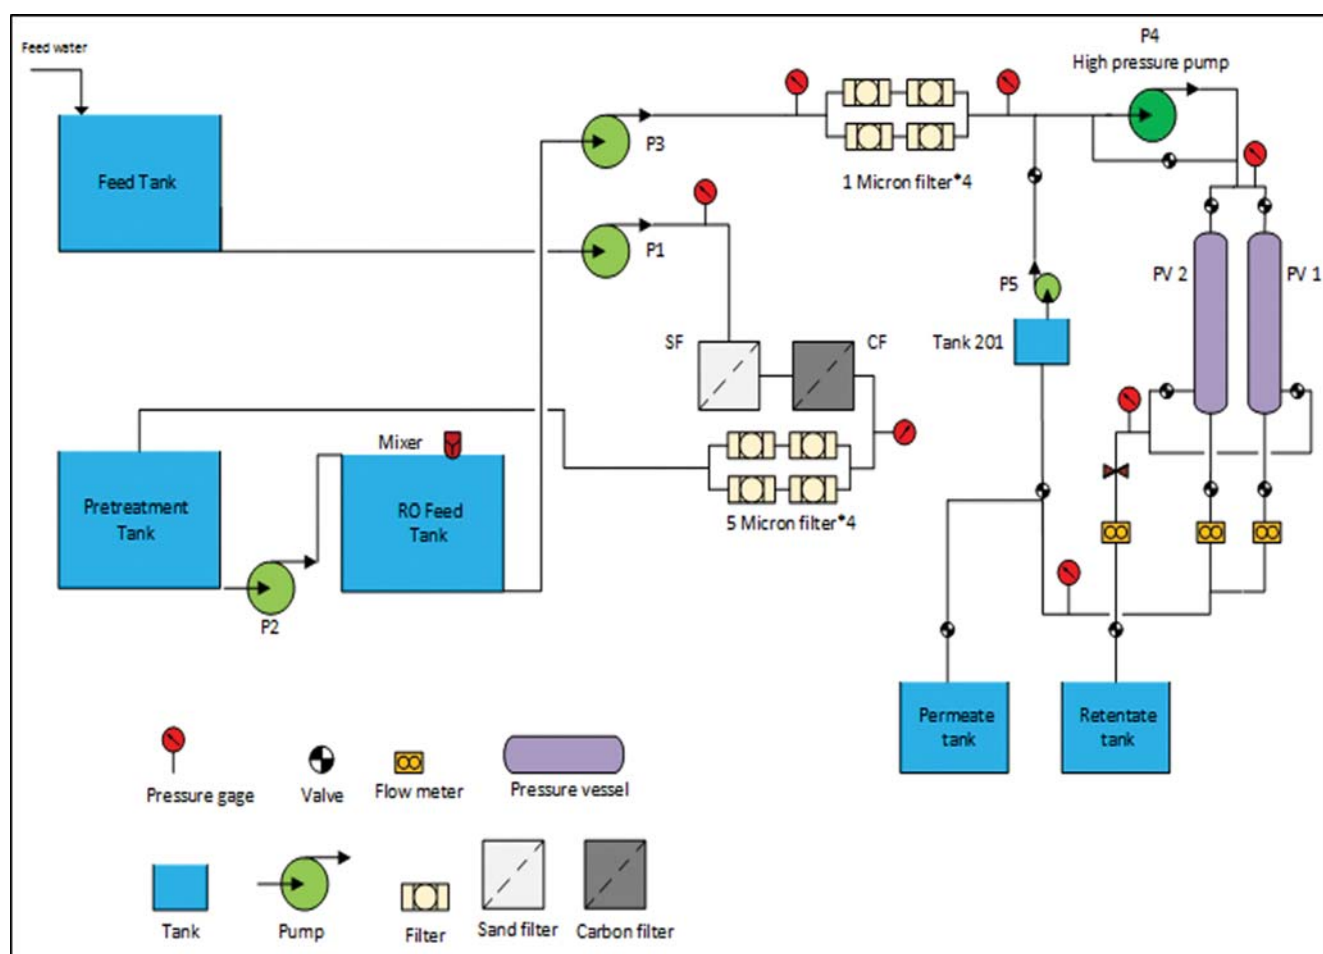 Feed water
Feed Tank
P4
High pressure pump
P3
1 Micron filter*4
P1
PV 2
PV 1
P5
Tank 201
SF
CF
Mixer
Pretreatment
Tank
RO Feed
Tank
5 Micron filter*4
P2
Permeate
tank
Retentate
tank
Pressure gage
Valve
Flow meter
Pressure vessel
Tank
Pump
Filter
Sand filter
Carbon filter